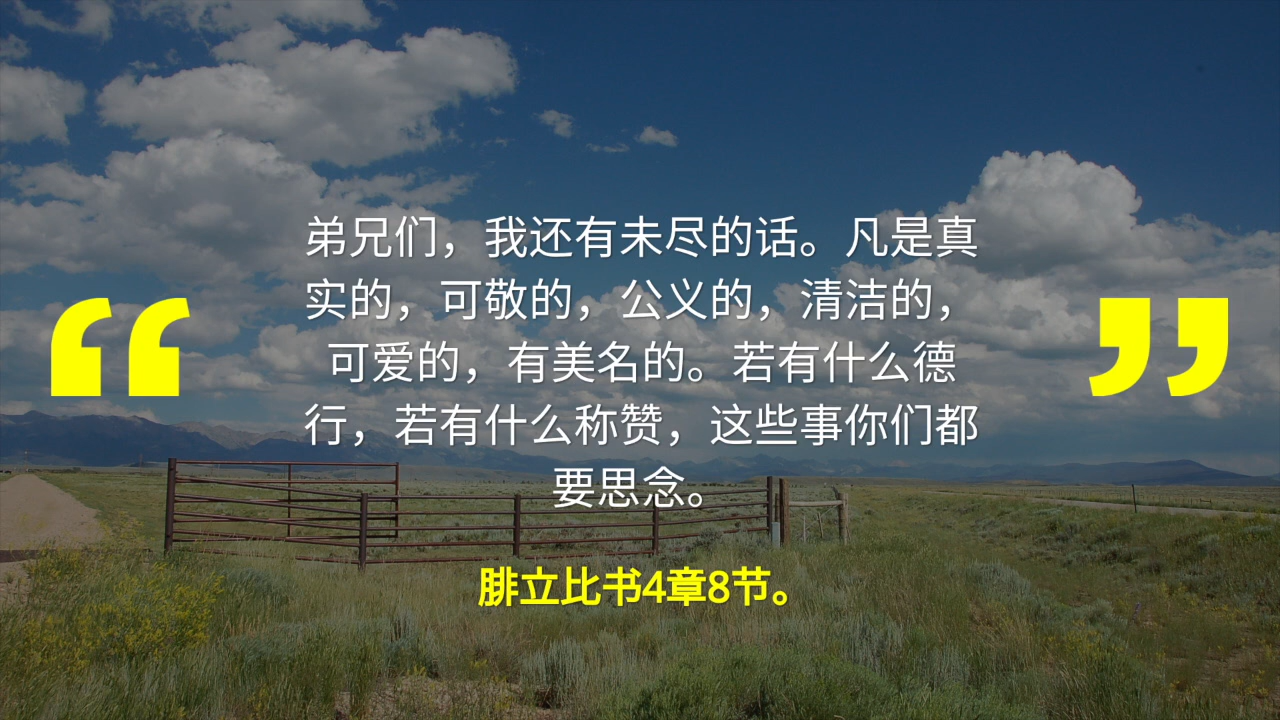 弟兄们，我还有未尽的话。凡是真
实的，可敬的，公义的，清洁的，
可爱的，有美名的。若有什么德
行，若有什么称赞，这些事你们都
要思念。
腓立比书4章8节。